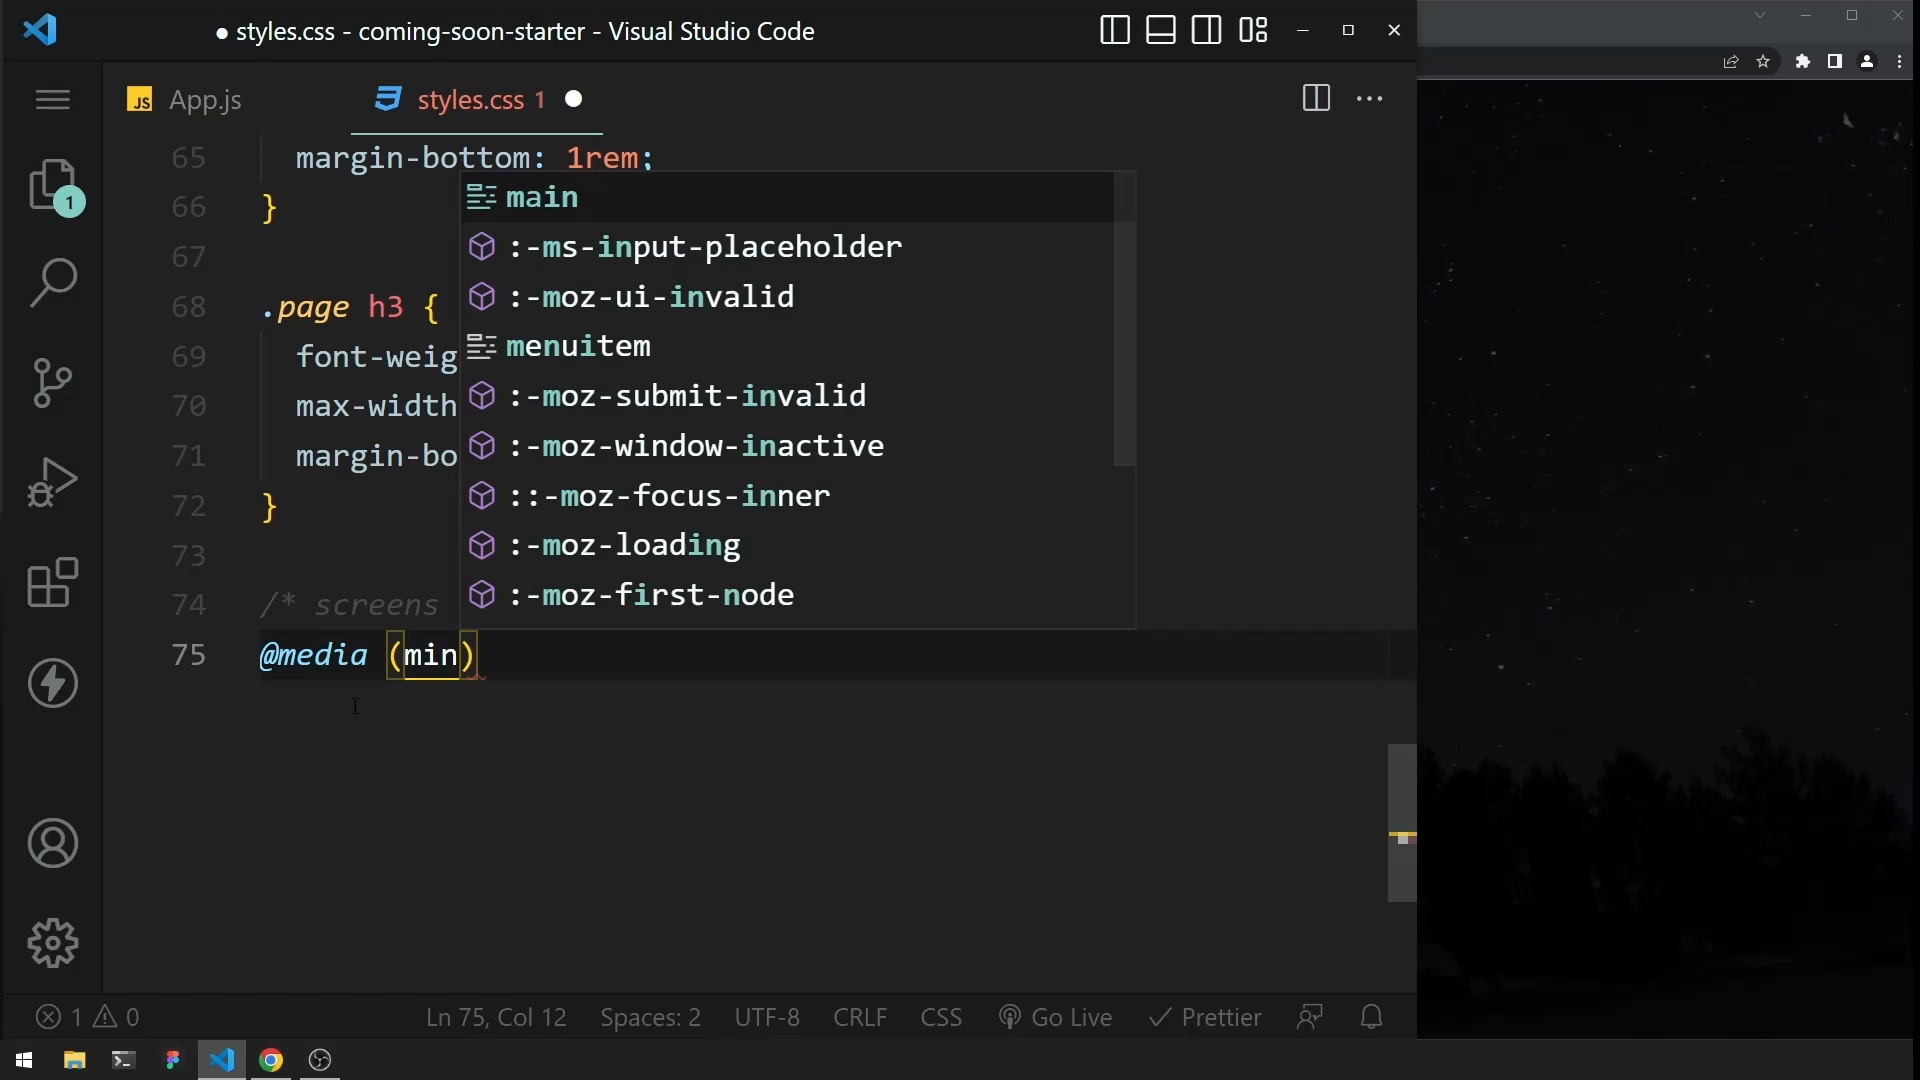 ● styles.css - coming-soon-starter - Visual Studio Code
JS App.js
styles.css 1 ●
65 margin-bottom: 1rem;
66 }
67
68 .page h3 {
69 font-weig
70 max-width
71 margin-bo
72 }
73
74 /* screens
75 @media (min)
main
:-ms-input-placeholder
:-moz-ui-invalid
menuitem
:-moz-submit-invalid
:-moz-window-inactive
::-moz-focus-inner
:-moz-loading
:-moz-first-node
1
1 0 Ln 75, Col 12 Spaces: 2 UTF-8 CRLF CSS Go Live Prettier